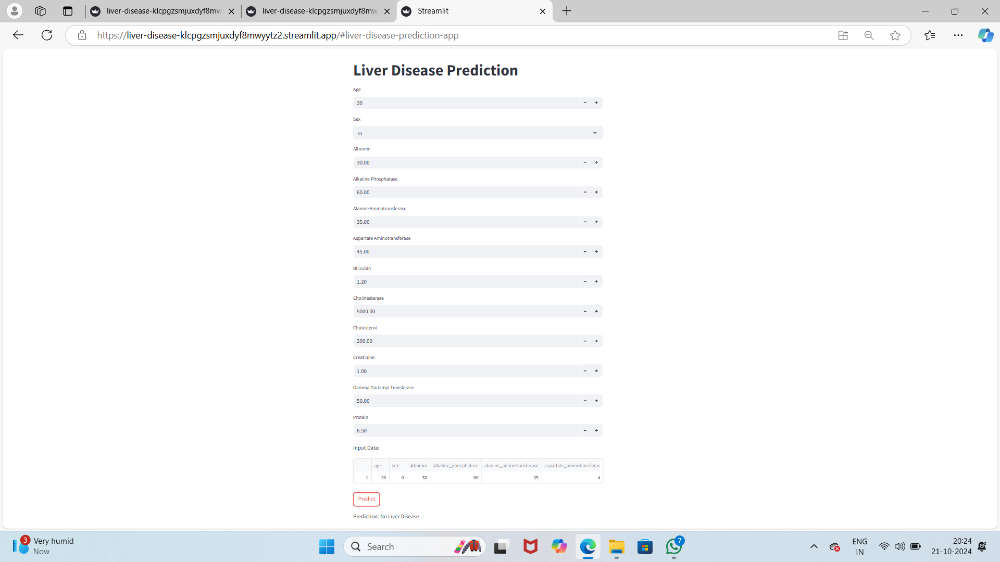 liver-disease-klcpgzsmjuxdyf8mw
liver-disease-klcpgzsmjuxdyf8mw
Streamlit
https://liver-disease-klcpgzsmjuxdyf8mwyytz2.streamlit.app/#liver-disease-prediction-app
Liver Disease Prediction
Age
30
- +
Sex
m
Albumin
30.00
- +
Alkaline Phosphatase
60.00
- +
Alanine Aminotransferase
35.00
- +
Aspartate Aminotransferase
45.00
- +
Bilirubin
1.20
- +
Cholinesterase
5000.00
- +
Cholesterol
200.00
- +
Creatinine
1.00
- +
Gamma Glutamyl Transferase
50.00
- +
Protein
6.50
- +
Input Data:
age sex albumin alkaline_phosphatase alanine_aminotransferase aspartate_aminotransferas
0 30 0 30 60 35 4
Predict
Prediction: No Liver Disease
3
Very humid
Now
Search
7
ENG
IN
20:24
21-10-2024